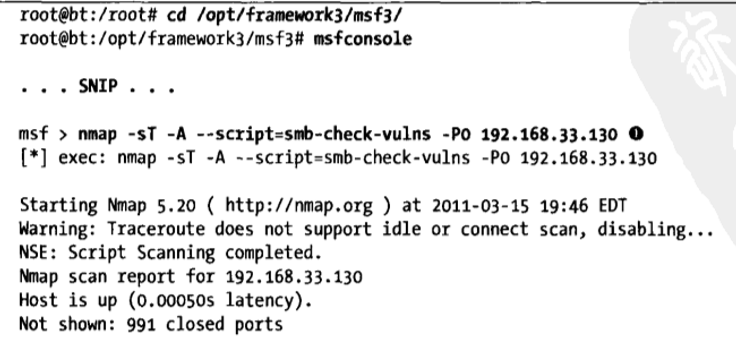 root@bt:/root# cd /opt/framework3/msf3/
root@bt:/opt/framework3/msf3# msfconsole
. . . SNIP . . .
msf > nmap -sT -A --script=smb-check-vulns -P0 192.168.33.130 ❶
[*] exec: nmap -sT -A --script=smb-check-vulns -P0 192.168.33.130
Starting Nmap 5.20 ( http://nmap.org ) at 2011-03-15 19:46 EDT
Warning: Traceroute does not support idle or connect scan, disabling...
NSE: Script Scanning completed.
Nmap scan report for 192.168.33.130
Host is up (0.00050s latency).
Not shown: 991 closed ports